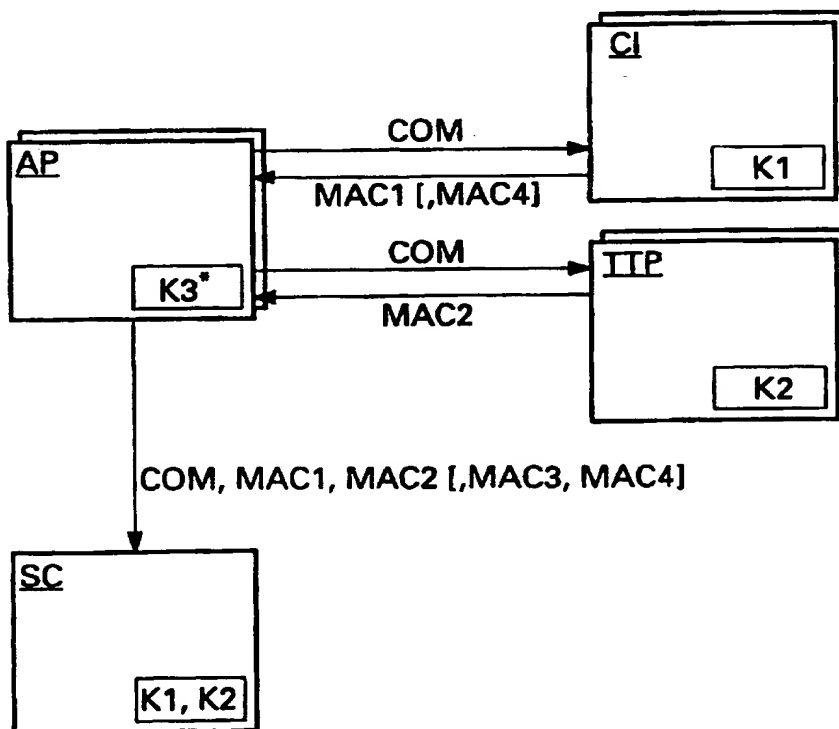 CI
COM
AP
K1
MAC1 [,MAC4]
TTP
COM
K3*
MAC2
K2
COM, MAC1, MAC2 [,MAC3, MAC4]
SC
K1, K2